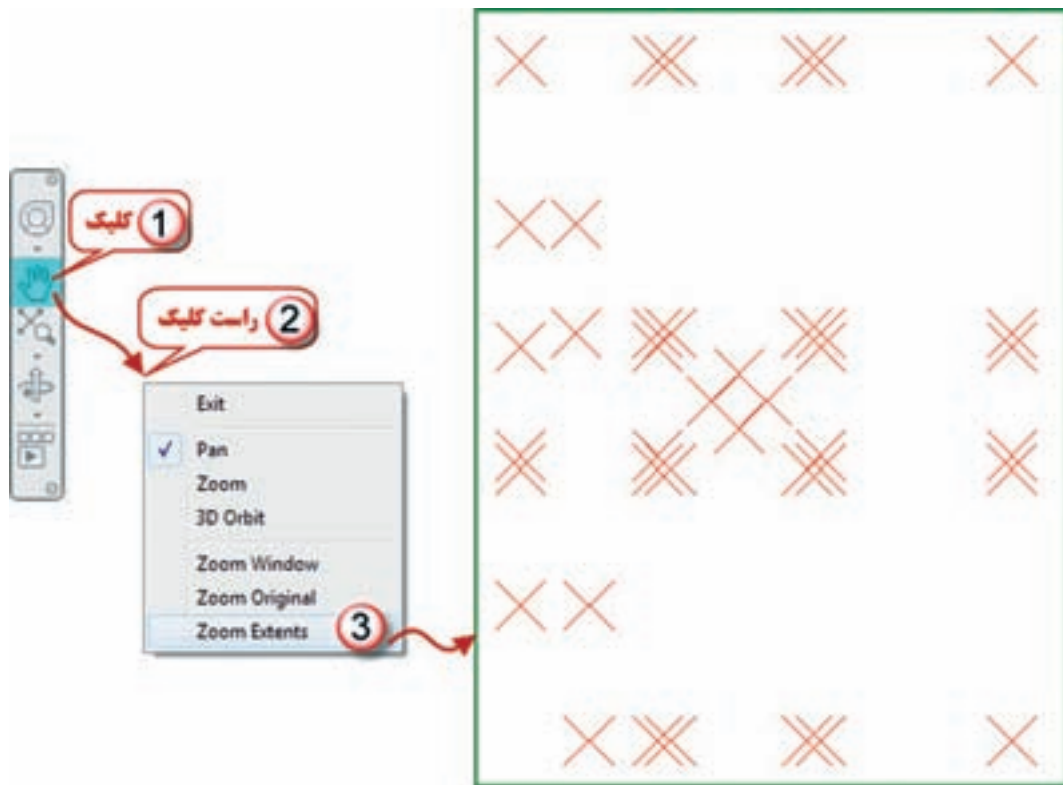 1 کلیک
2 راست کلیک
Exit
Pan
Zoom
3D Orbit
Zoom Window
Zoom Original
Zoom Extents 3